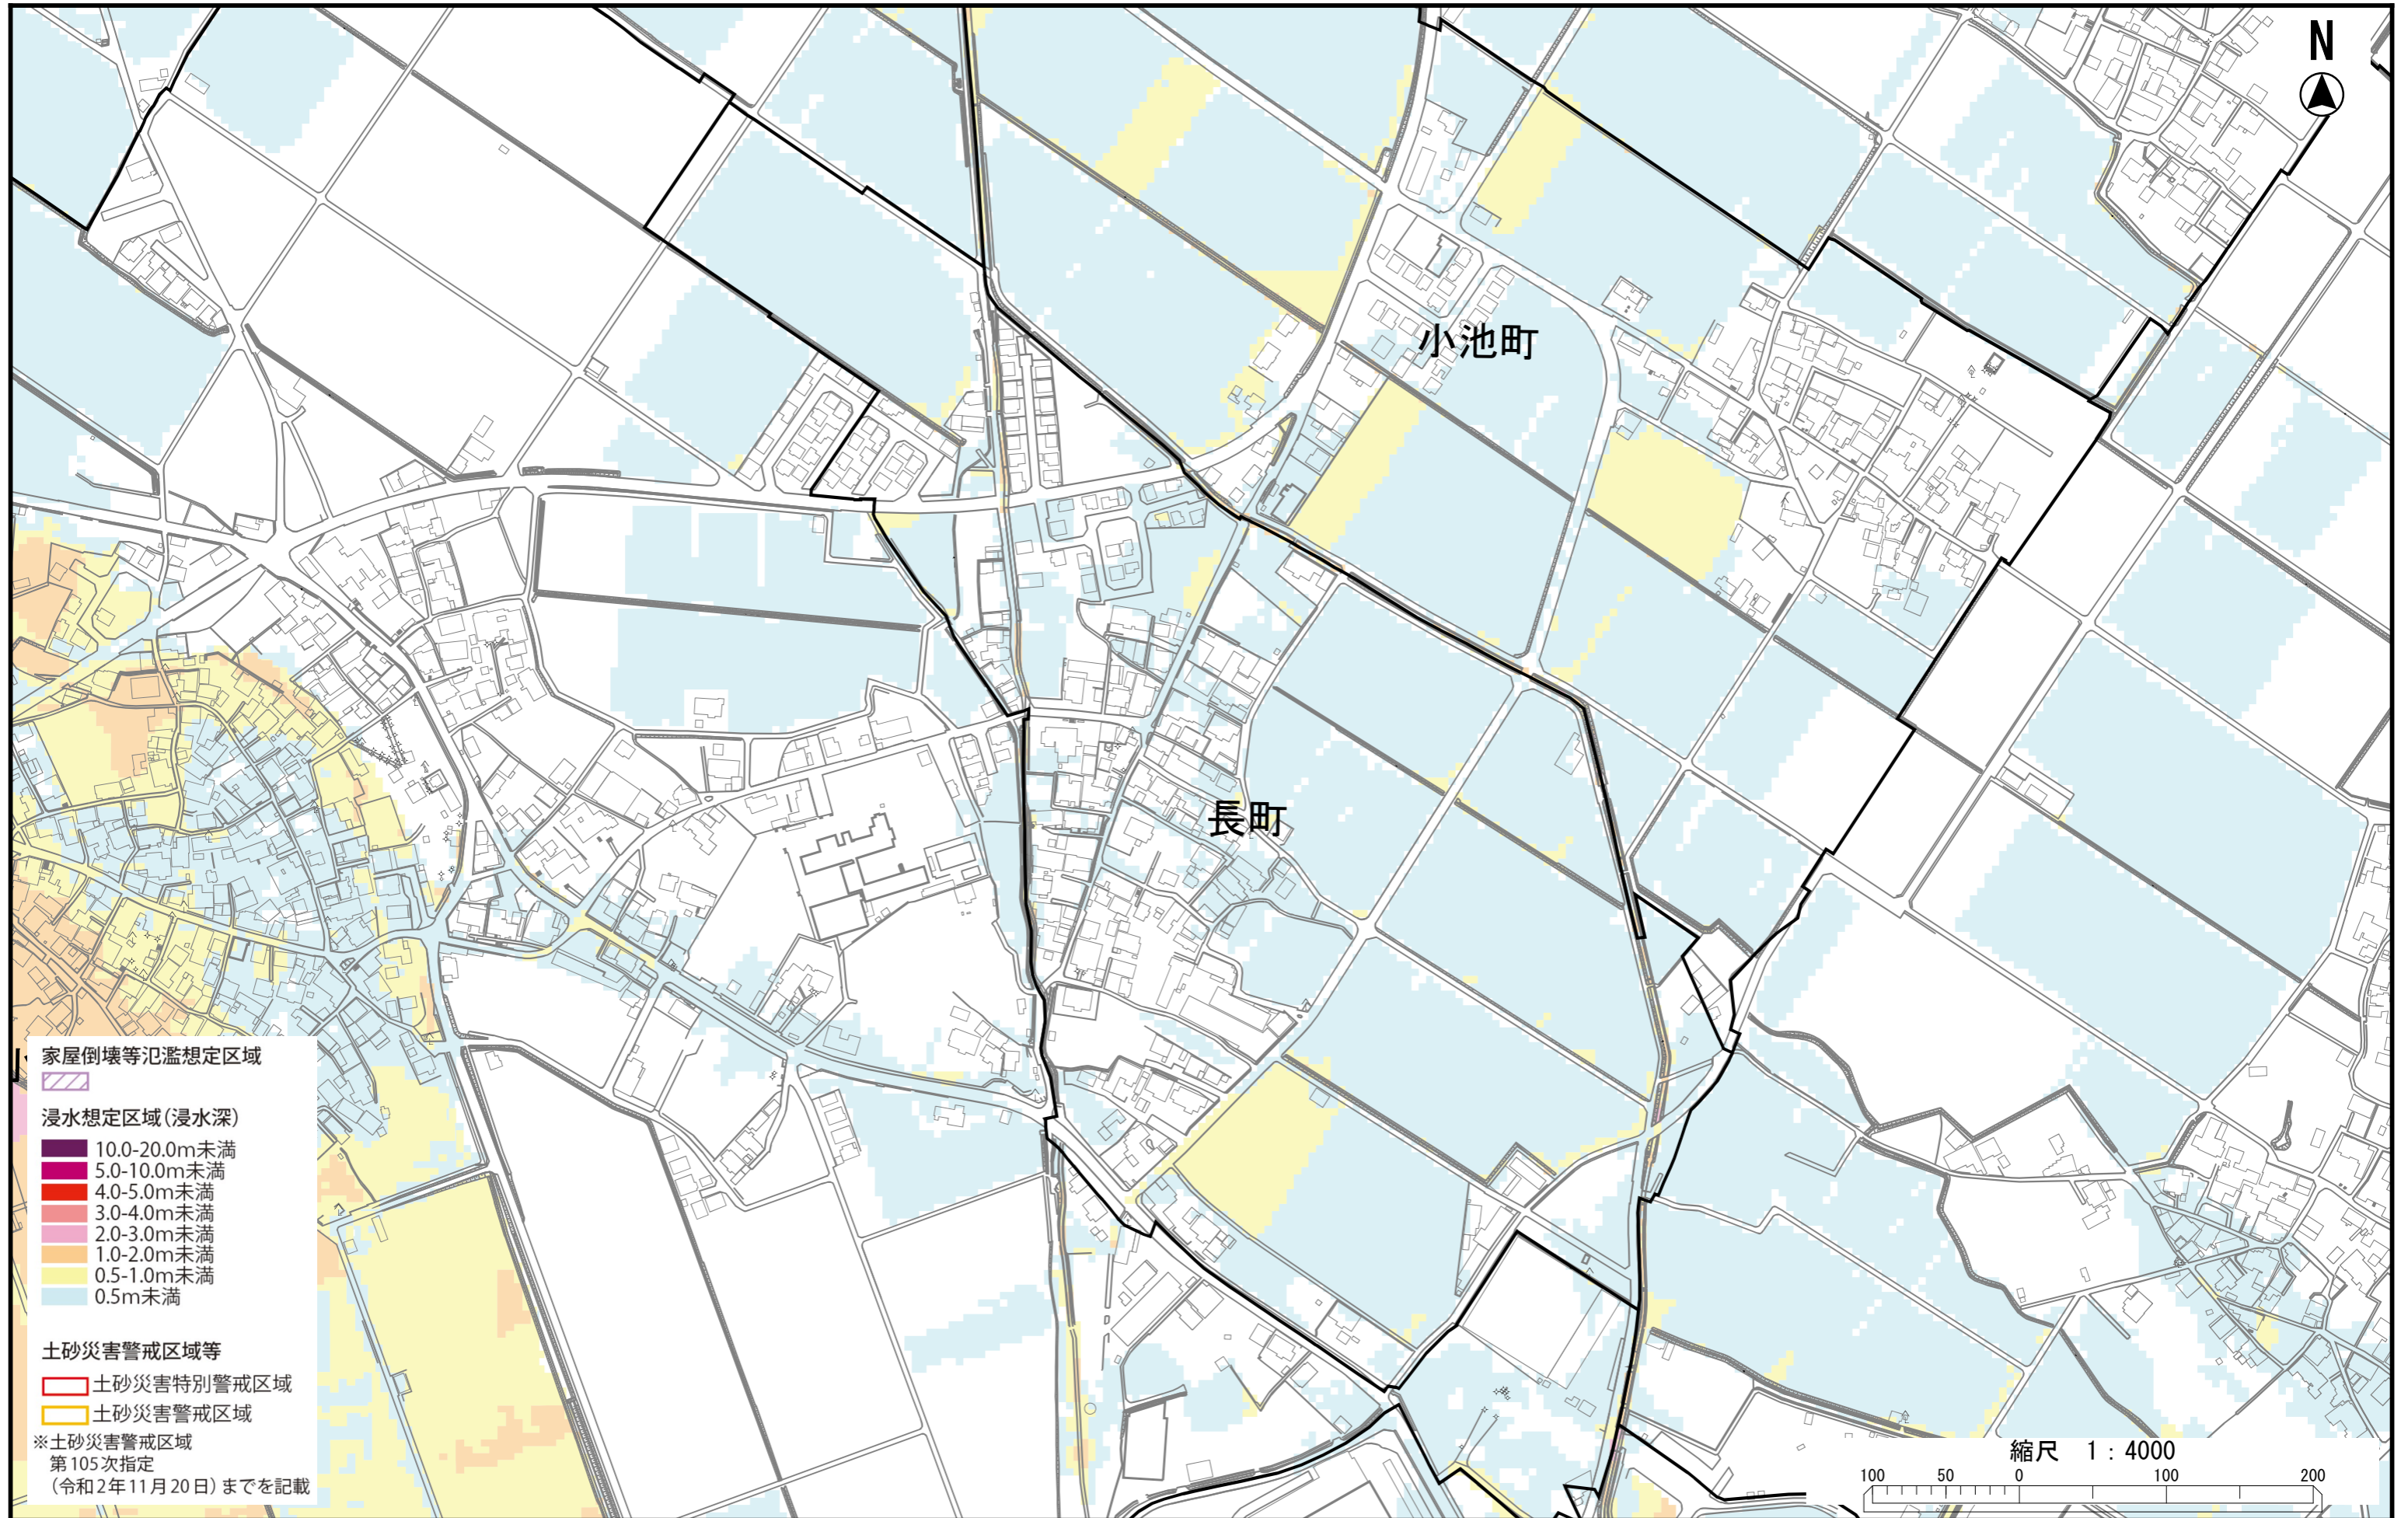 N
小池町
長町
家屋倒壊等氾濫想定区域
浸水想定区域(浸水深)
10.0-20.0m未満
5.0-10.0m未満
4.0-5.0m未満
3.0-4.0m未満
2.0-3.0m未満
1.0-2.0m未満
0.5-1.0m未満
0.5m未満
土砂災害警戒区域等
土砂災害特別警戒区域
土砂災害警戒区域
※土砂災害警戒区域
第105次指定
(令和2年11月20日)までを記載
縮尺 1:4000
100 50 0 100 200